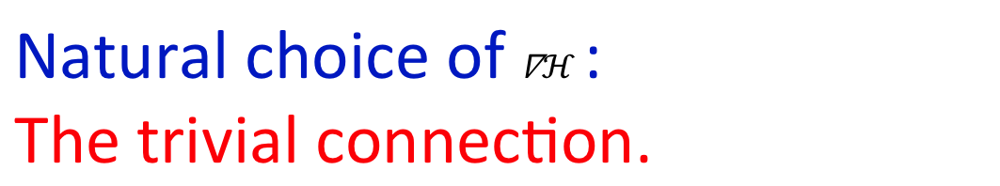 Natural choice of ∇ℋ :
The trivial connection.